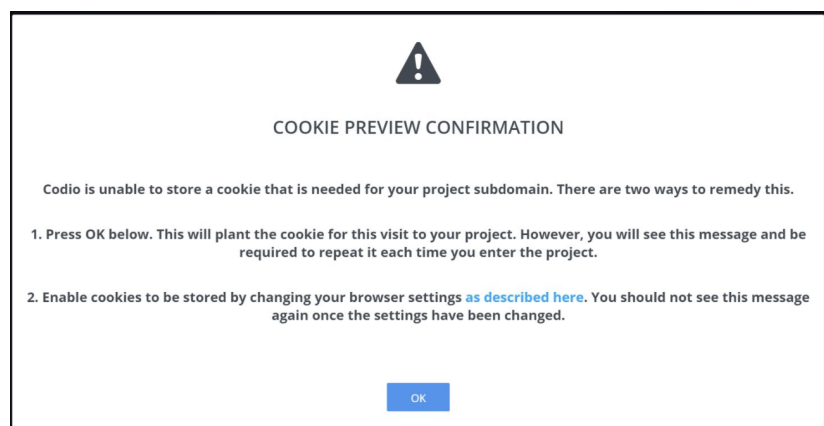 COOKIE PREVIEW CONFIRMATION
Codio is unable to store a cookie that is needed for your project subdomain. There are two ways to remedy this.
1. Press OK below. This will plant the cookie for this visit to your project. However, you will see this message and be
required to repeat it each time you enter the project.
2. Enable cookies to be stored by changing your browser settings as described here. You should not see this message
again once the settings have been changed.
OK